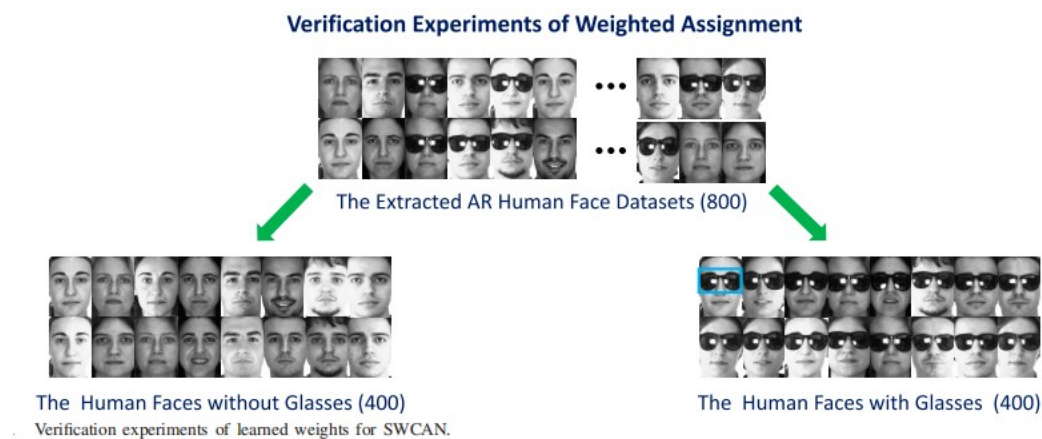 Verification Experiments of Weighted Assignment
The Extracted AR Human Face Datasets (800)
The Human Faces without Glasses (400)
The Human Faces with Glasses (400)
Verification experiments of learned weights for SWCAN.